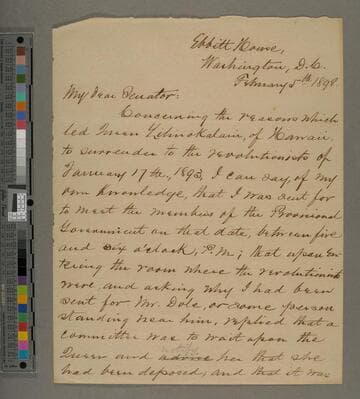 Ebbitt House,
Washington, D.C.
February 5th 1898.
My Dear Senator:
Concerning the reasons which
led Queen Liliuokalani, of Hawaii,
to surrender to the revolutionists of
January 17th, 1893, I can say, of my
own knowledge, that I was sent for
to meet the members of the Provisional
Government on that date, between five
and six o'clock, P.M.; that upon en-
tering the room where the revolutionists
were, and asking why I had been
sent for Mr. Dole, or some person
standing near him, replied that a
committee was to wait upon the
Queen and advise her that she
had been deposed, and that it was